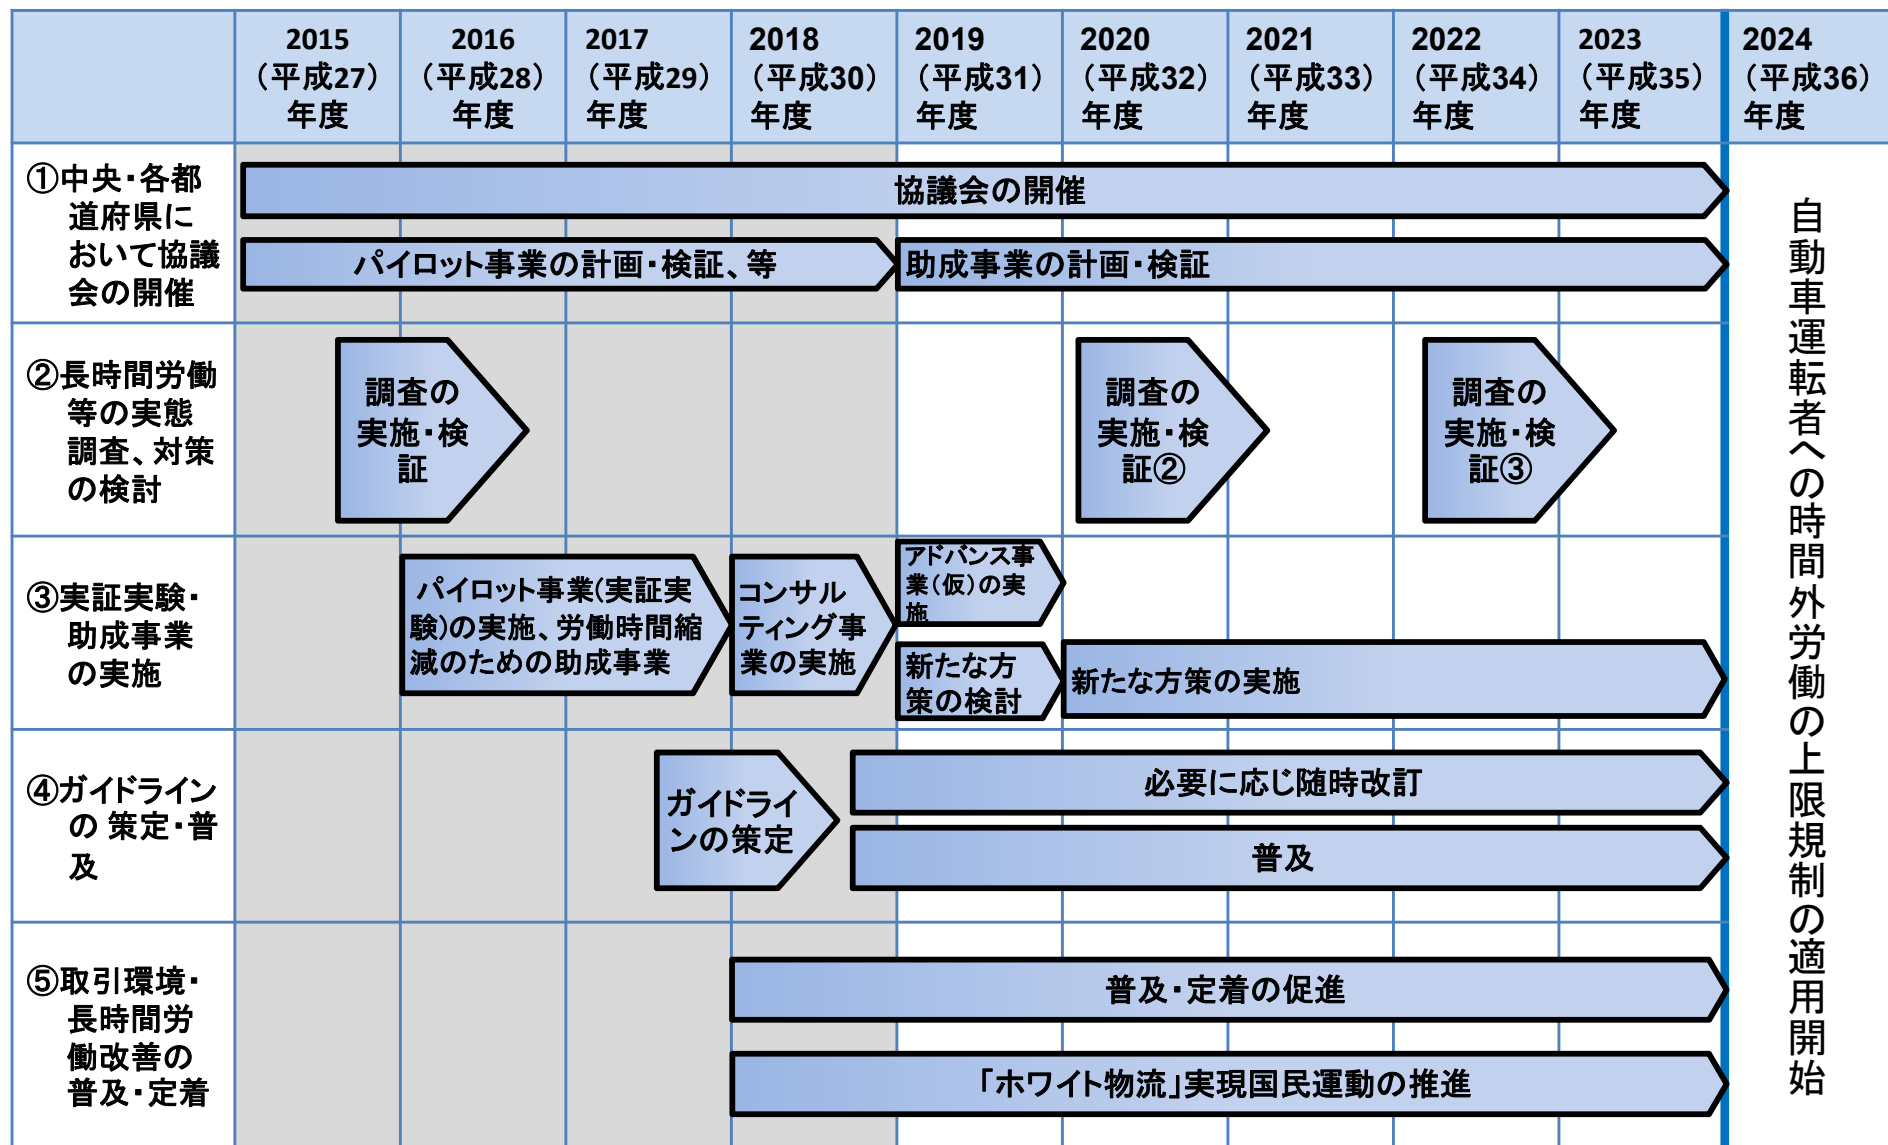 2015
（平成27）
年度
2016
（平成28）
年度
2017
（平成29）
年度
2018
（平成30）
年度
2019
（平成31）
年度
2020
（平成32）
年度
2021
（平成33）
年度
2022
（平成34）
年度
2023
（平成35）
年度
2024
（平成36）
年度
①中央・各都
道府県に
おいて協議
会の開催
協議会の開催
パイロット事業の計画・検証、等
助成事業の計画・検証
②長時間労働
等の実態
調査、対策
の検討
調査の
実施・検
証
調査の
実施・検
証②
調査の
実施・検
証③
③実証実験・
助成事業
の実施
パイロット事業(実証実
験)の実施、労働時間縮
減のための助成事業
コンサル
ティング事
業の実施
アドバンス事
業（仮）の実
施
新たな方
策の検討
新たな方策の実施
④ガイドライン
の 策定・普
及
ガイドライ
ンの策定
必要に応じ随時改訂
普及
⑤取引環境・
長時間労
働改善の
普及・定着
普及・定着の促進
「ホワイト物流」実現国民運動の推進
自動車運転者への時間外労働の上限規制の適用開始